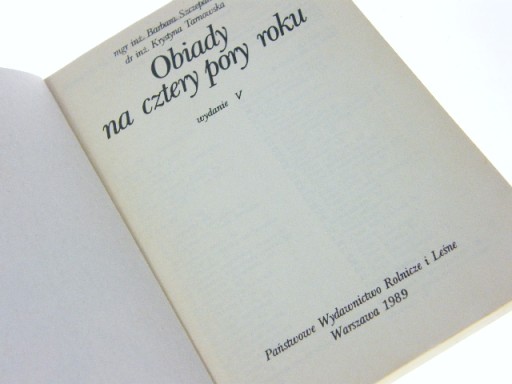 mgr inż. Barbara
dr inż. Krystyna Tarnowska
Obiady
na cztery pory roku
wydanie V
Państwowe Wydawnictwo Rolnicze i Leśne
Warszawa 1989